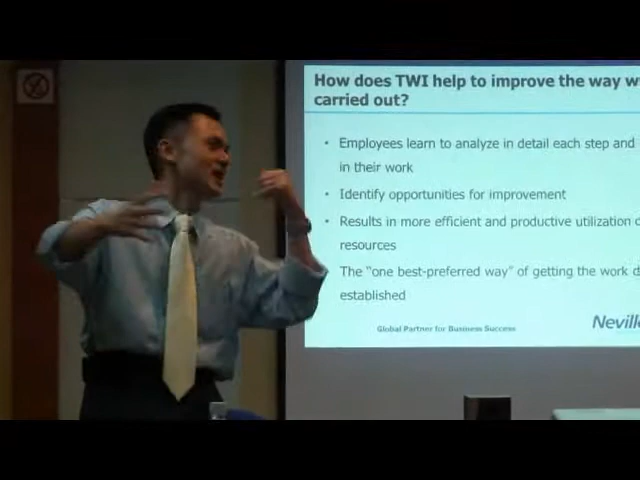 How does TWI help to improve the way w
carried out?
• Employees learn to analyze in detail each step and
in their work
• Identify opportunities for improvement
• Results in more efficient and productive utilization
resources
The "one best-preferred way" of getting the work
established
Global Partner for Business Success
Neville